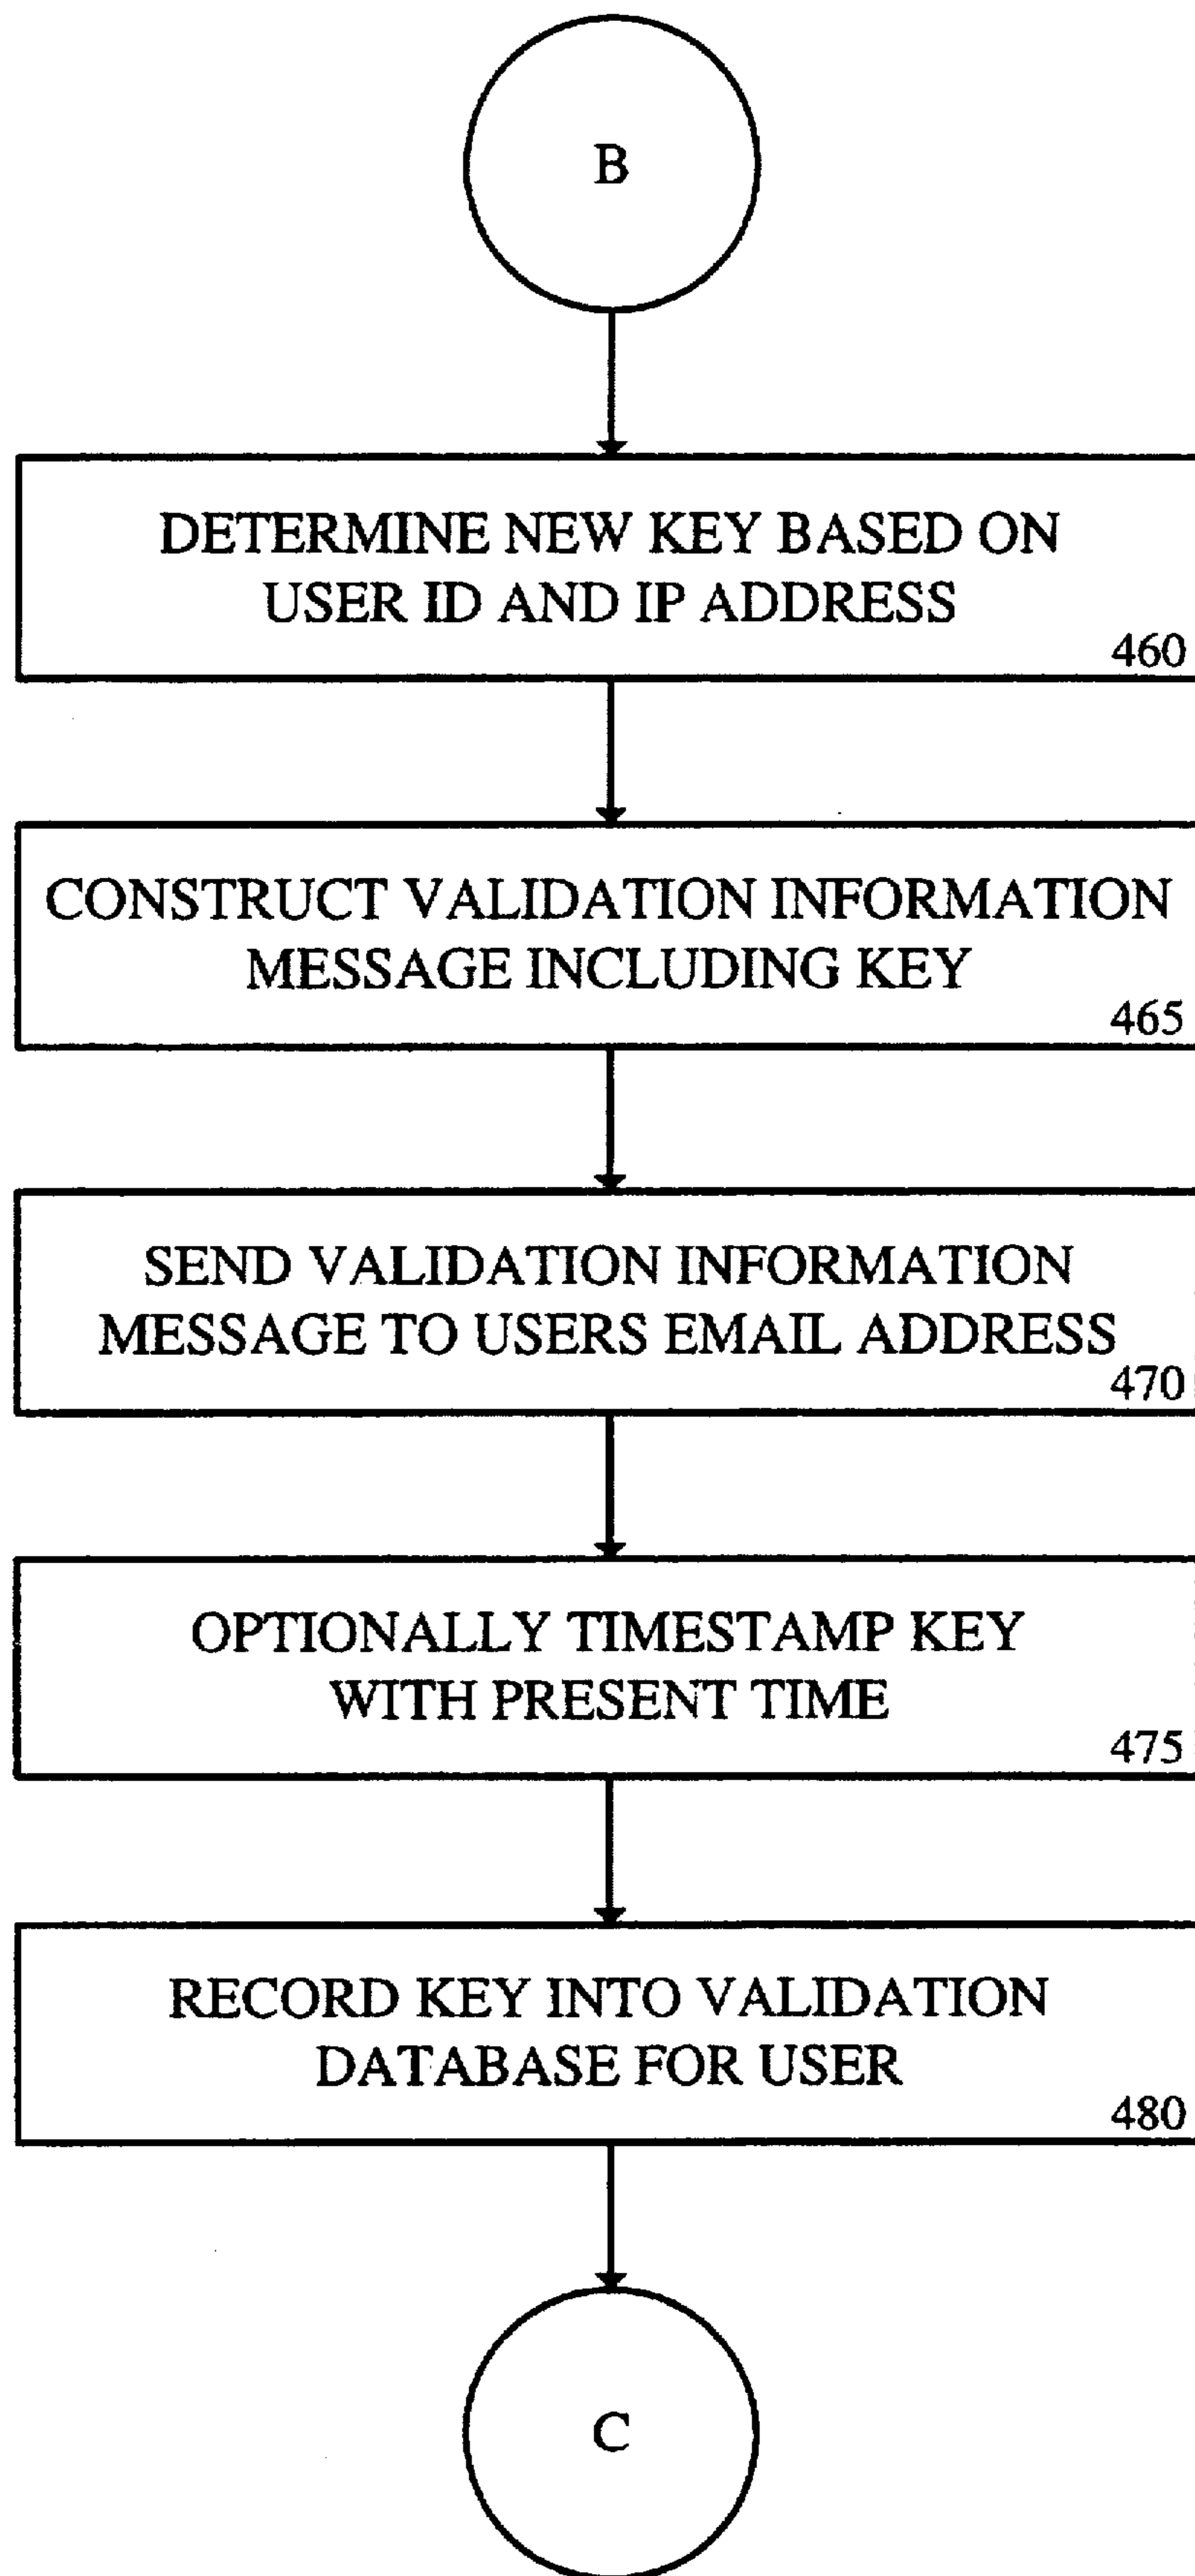 B
DETERMINE NEW KEY BASED ON
USER ID AND IP ADDRESS
460
CONSTRUCT VALIDATION INFORMATION
MESSAGE INCLUDING KEY
465
SEND VALIDATION INFORMATION
MESSAGE TO USERS EMAIL ADDRESS
470
OPTIONALLY TIMESTAMP KEY
WITH PRESENT TIME
475
RECORD KEY INTO VALIDATION
DATABASE FOR USER
480
C